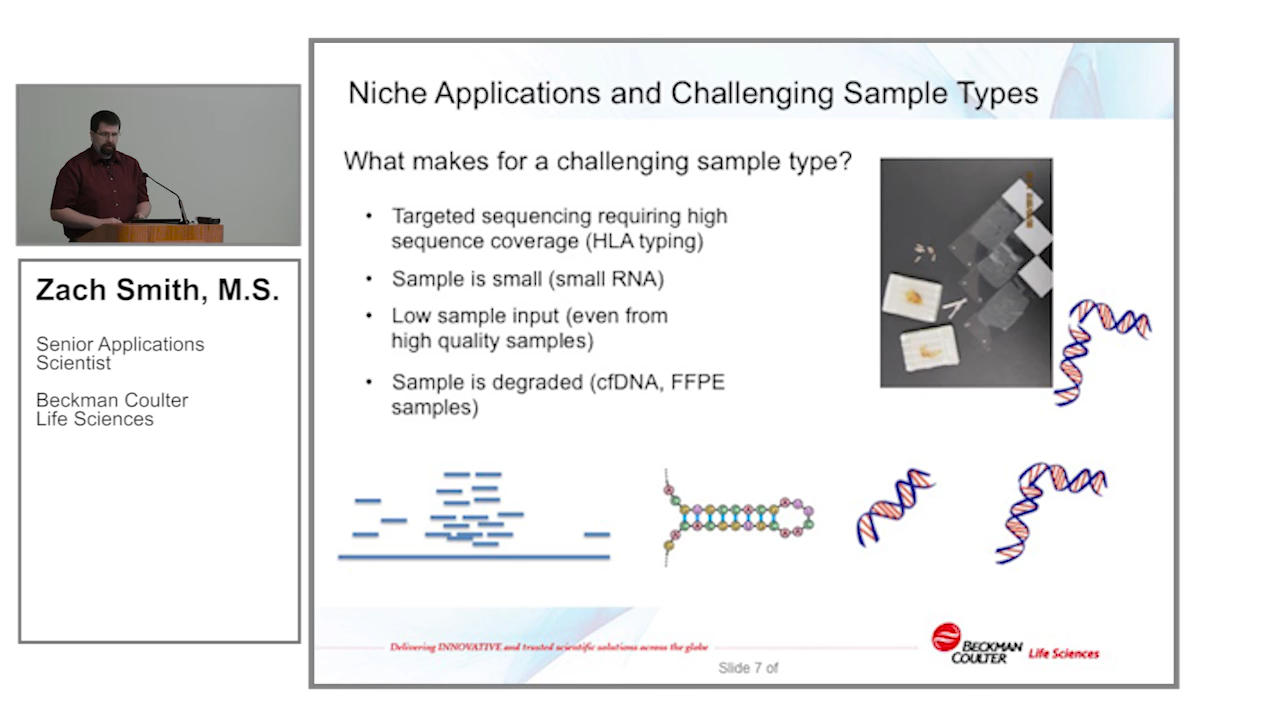 Niche Applications and Challenging Sample Types
What makes for a challenging sample type?
• Targeted sequencing requiring high
sequence coverage (HLA typing)
• Sample is small (small RNA)
• Low sample input (even from
high quality samples)
• Sample is degraded (cfDNA, FFPE
samples)
Zach Smith, M.S.
Senior Applications
Scientist
Beckman Coulter
Life Sciences
Delivering INNOVATIVE and trusted scientific solutions across the globe
BECKMAN
COULTER
Life Sciences
Slide 7 of